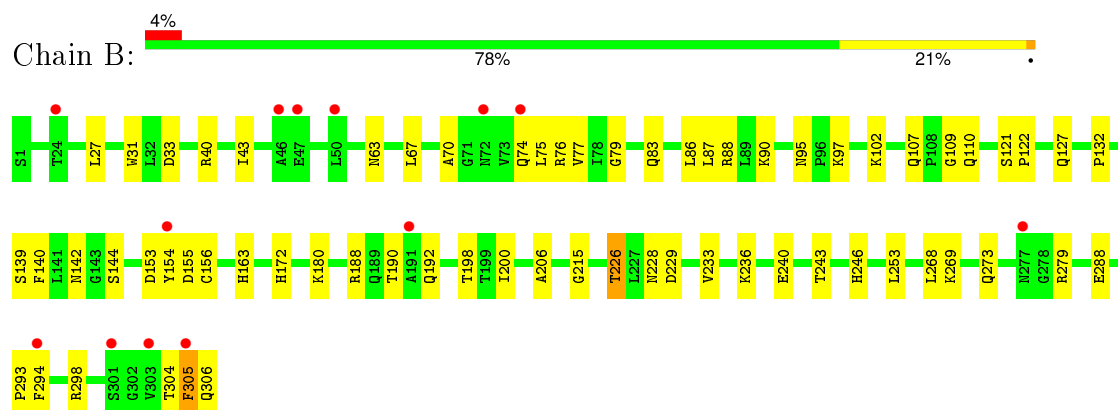 4%
Chain B:
78% 21% •
S1 T24 L27 W31 L32 D33 R40 I43 A46 E47 L50 N63 L67 A70 G71 N72 V73 Q74 L75 R76 V77 I78 G79 Q83 L86 L87 R88 L89 K90 N95 P96 K97 K102 Q107 P108 G109 Q110 S121 P122 Q127 P132
S139 F140 L141 N142 G143 S144 D153 Y154 D155 C156 H163 H172 K180 R188 Q189 T190 A191 Q192 T198 T199 I200 A206 G215 T226 L227 N228 D229 V233 K236 E240 T243 H246 L253 L268 K269 Q273 N277 G278 R279 E288
P293 F294 R298 S301 G302 V303 T304 F305 Q306